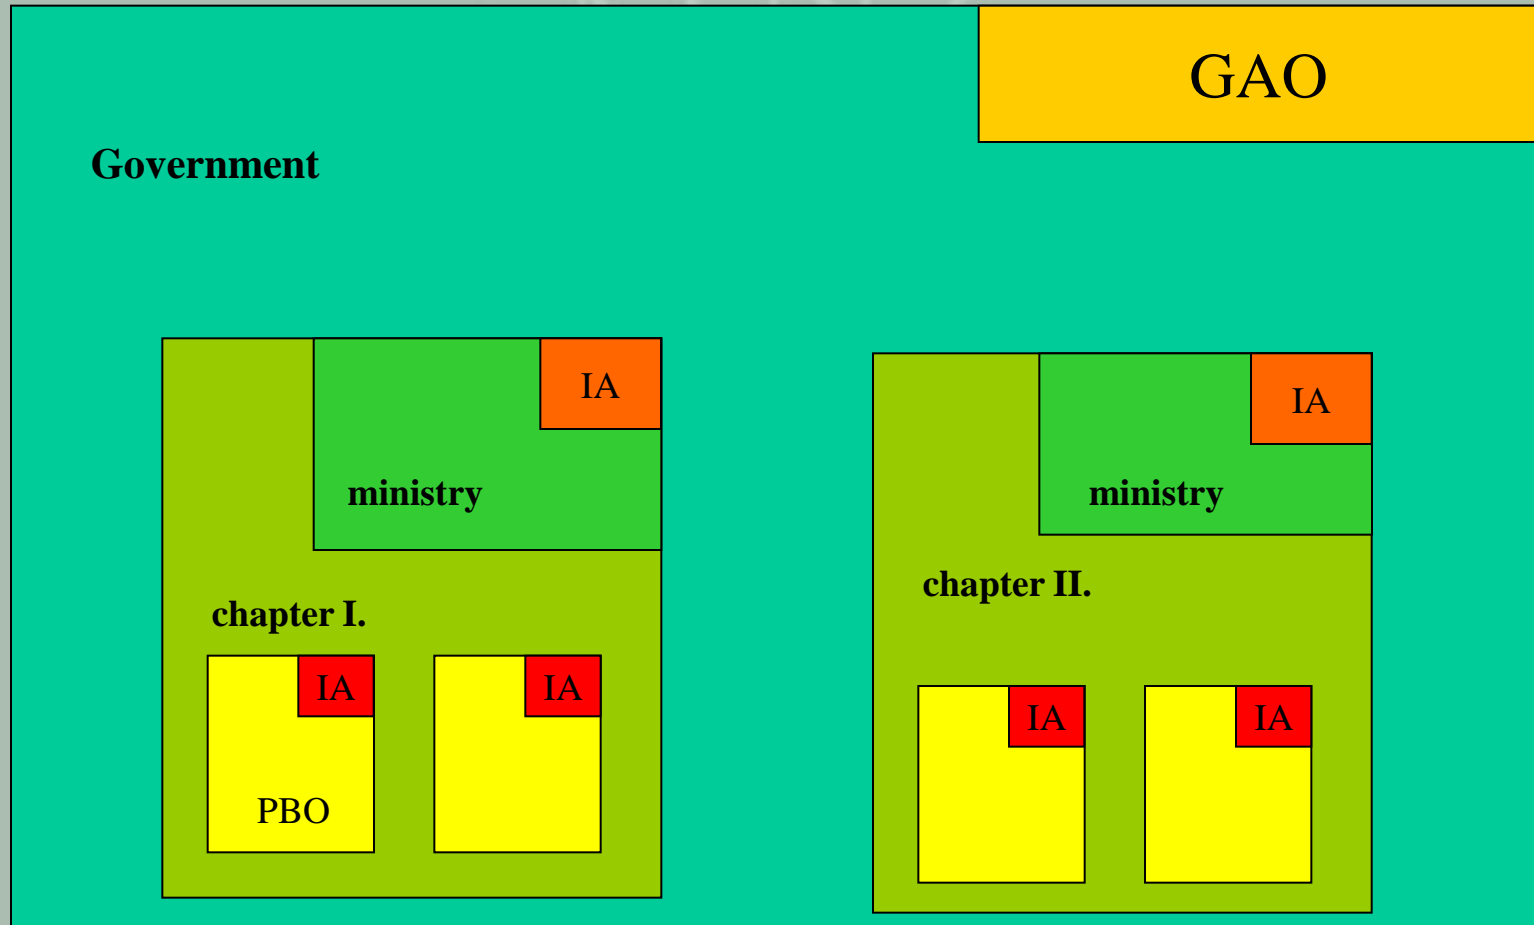 GAO
Government
IA
ministry
chapter I.
IA
IA
PBO
IA
ministry
chapter II.
IA
IA